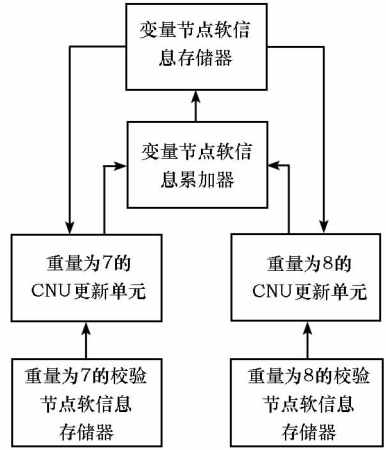 变量节点软信
息存储器
变量节点软信
息累加器
重量为7的
CNU更新单元
重量为8的
CNU更新单元
重量为7的校验
节点软信息
存储器
重量为8的校验
节点软信息
存储器